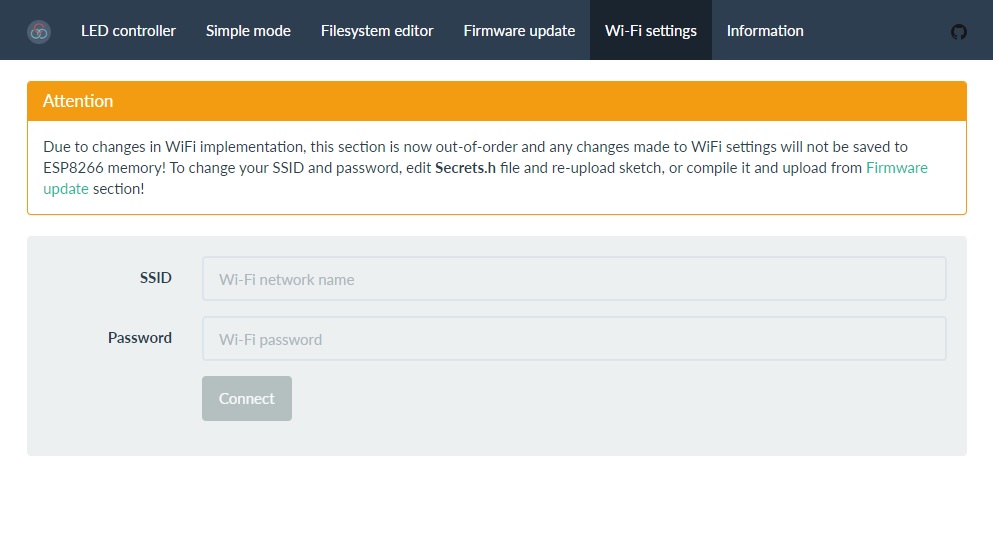 LED controller Simple mode Filesystem editor Firmware update Wi-Fi settings Information
Attention
Due to changes in WiFi implementation, this section is now out-of-order and any changes made to WiFi settings will not be saved to
ESP8266 memory! To change your SSID and password, edit Secrets.h file and re-upload sketch, or compile it and upload from Firmware
update section!
SSID Wi-Fi network name
Password Wi-Fi password
Connect